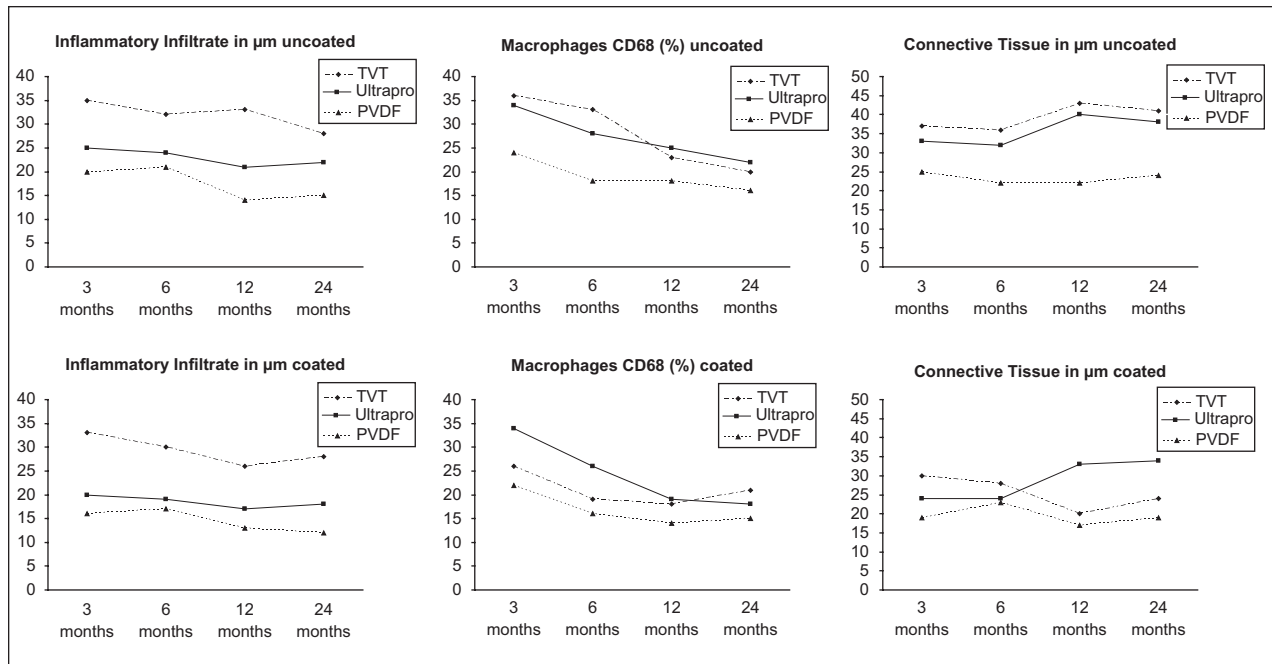 Inflammatory Infiltrate in µm uncoated
40
35
30
25
20
15
10
5
0
TVT
Ultrapro
PVDF
3 6 12 24
months months months months
Macrophages CD68 (%) uncoated
40
35
30
25
20
15
10
5
0
TVT
Ultrapro
PVDF
3 6 12 24
months months months months
Connective Tissue in µm uncoated
50
45
40
35
30
25
20
15
10
5
0
TVT
Ultrapro
PVDF
3 6 12 24
months months months months
Inflammatory Infiltrate in µm coated
40
35
30
25
20
15
10
5
0
TVT
Ultrapro
PVDF
3 6 12 24
months months months months
Macrophages CD68 (%) coated
40
35
30
25
20
15
10
5
0
TVT
Ultrapro
PVDF
3 6 12 24
months months months months
Connective Tissue in µm coated
50
45
40
35
30
25
20
15
10
5
0
TVT
Ultrapro
PVDF
3 6 12 24
months months months months